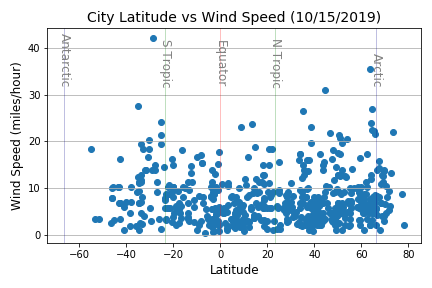 City Latitude vs Wind Speed (10/15/2019)
Wind Speed (miles/hour)
40
30
20
10
0
Antarctic
S Tropic
Equator
N Tropic
Arctic
−60 −40 −20 0 20 40 60 80
Latitude